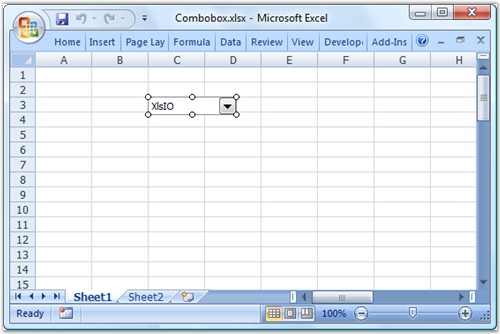 Combobox.xlsx - Microsoft Excel
Home Insert Page Lay Formula Data Review View Develop Add-Ins
A B C D E F G H
1
2
3 XlsIO
4
5
6
7
8
9
10
11
12
13
14
15
Sheet1 Sheet2
Ready 100%